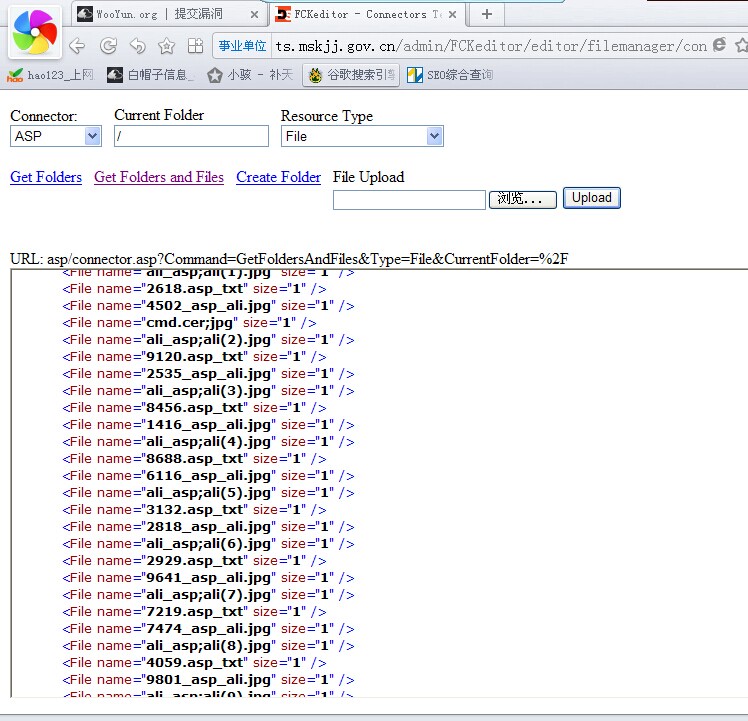 WooYun.org | 提交漏洞
FCKeditor - Connectors Te
事业单位 ts.mskjj.gov.cn/admin/FCKeditor/editor/filemanager/con
hao123_上网 白帽子信息_ 小骇 - 补天 谷歌搜索引擎 SEO综合查询
Connector: Current Folder Resource Type
ASP / File
Get Folders Get Folders and Files Create Folder File Upload
浏览... Upload
URL: asp/connector.asp?Command=GetFoldersAndFiles&Type=File&CurrentFolder=%2F
<File name="ali_asp;ali(1).jpg" size="1" />
<File name="2618.asp_txt" size="1" />
<File name="4502_asp_ali.jpg" size="1" />
<File name="cmd.cer;jpg" size="1" />
<File name="ali_asp;ali(2).jpg" size="1" />
<File name="9120.asp_txt" size="1" />
<File name="2535_asp_ali.jpg" size="1" />
<File name="ali_asp;ali(3).jpg" size="1" />
<File name="8456.asp_txt" size="1" />
<File name="1416_asp_ali.jpg" size="1" />
<File name="ali_asp;ali(4).jpg" size="1" />
<File name="8688.asp_txt" size="1" />
<File name="6116_asp_ali.jpg" size="1" />
<File name="ali_asp;ali(5).jpg" size="1" />
<File name="3132.asp_txt" size="1" />
<File name="2818_asp_ali.jpg" size="1" />
<File name="ali_asp;ali(6).jpg" size="1" />
<File name="2929.asp_txt" size="1" />
<File name="9641_asp_ali.jpg" size="1" />
<File name="ali_asp;ali(7).jpg" size="1" />
<File name="7219.asp_txt" size="1" />
<File name="7474_asp_ali.jpg" size="1" />
<File name="ali_asp;ali(8).jpg" size="1" />
<File name="4059.asp_txt" size="1" />
<File name="9801_asp_ali.jpg" size="1" />
<File name="ali_asp;ali(9).jpg" size="1" />